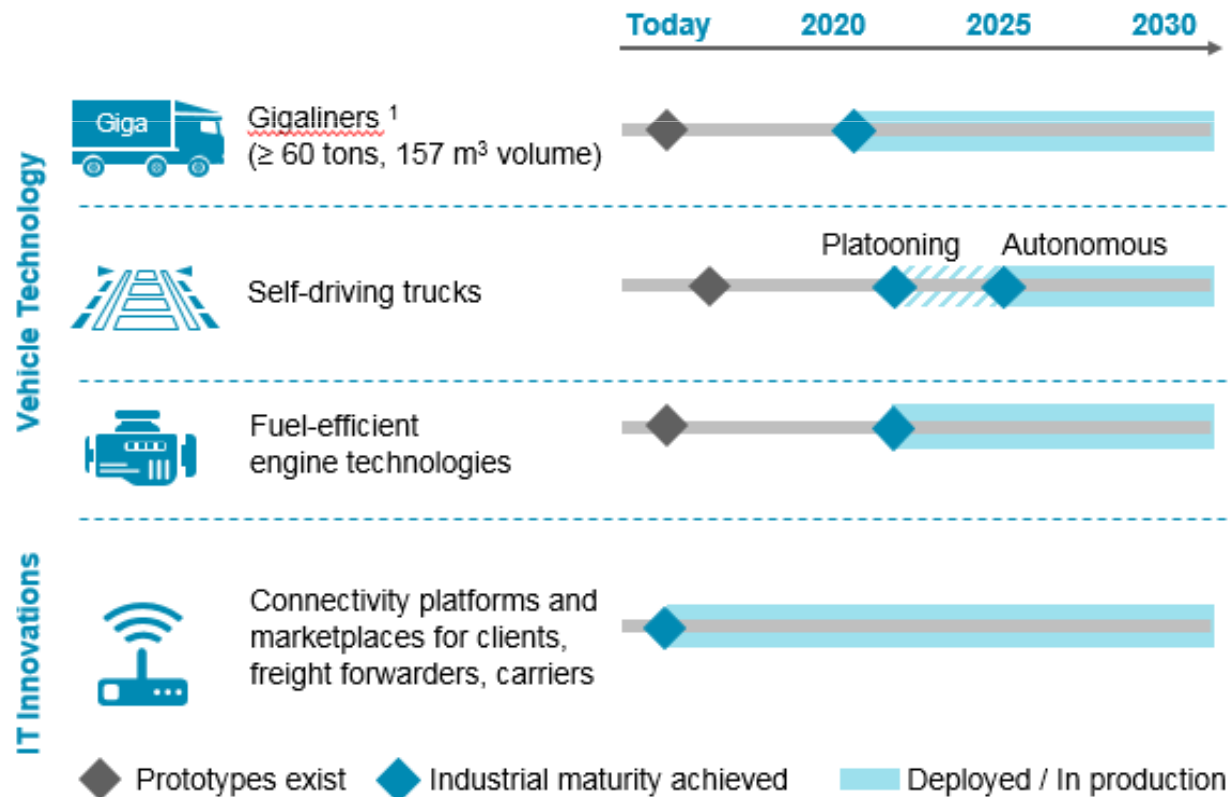 Today 2020 2025 2030
Vehicle Technology
Giga
Gigaliners ¹
(≥ 60 tons, 157 m³ volume)
Platooning Autonomous
Self-driving trucks
Fuel-efficient
engine technologies
IT Innovations
Connectivity platforms and
marketplaces for clients,
freight forwarders, carriers
Prototypes exist Industrial maturity achieved Deployed / In production